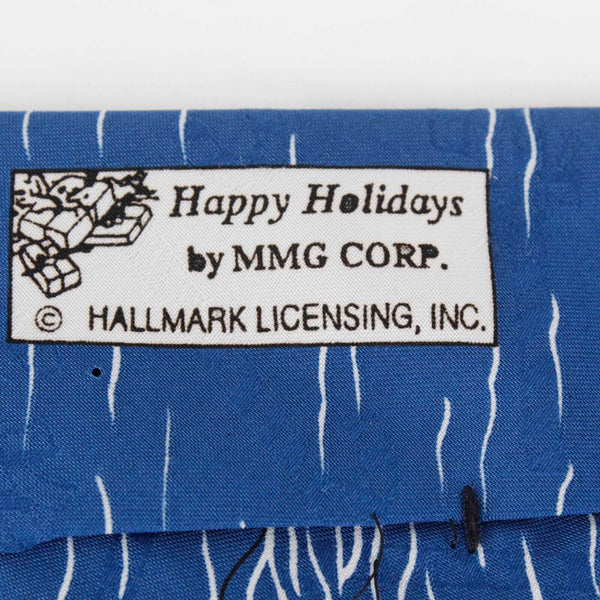 Happy Holidays
by MMG CORP.
© HALLMARK LICENSING, INC.